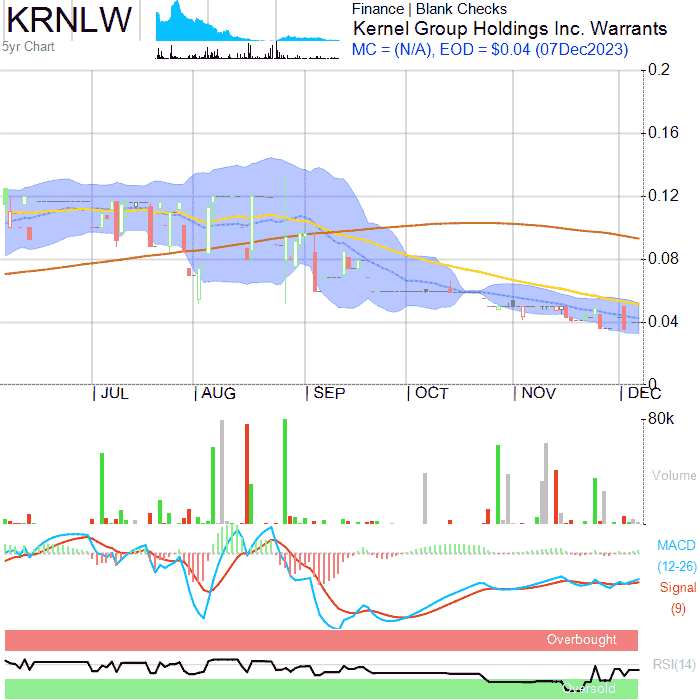 KRNLW
5yr Chart
Finance | Blank Checks
Kernel Group Holdings Inc. Warrants
MC = (N/A), EOD = $0.04 (07Dec2023)
0.2
0.16
0.12
0.08
0.04
0
JUL AUG SEP OCT NOV DEC
80k
Volume
MACD
(12-26)
Signal
(9)
Overbought
RSI(14)
Oversold